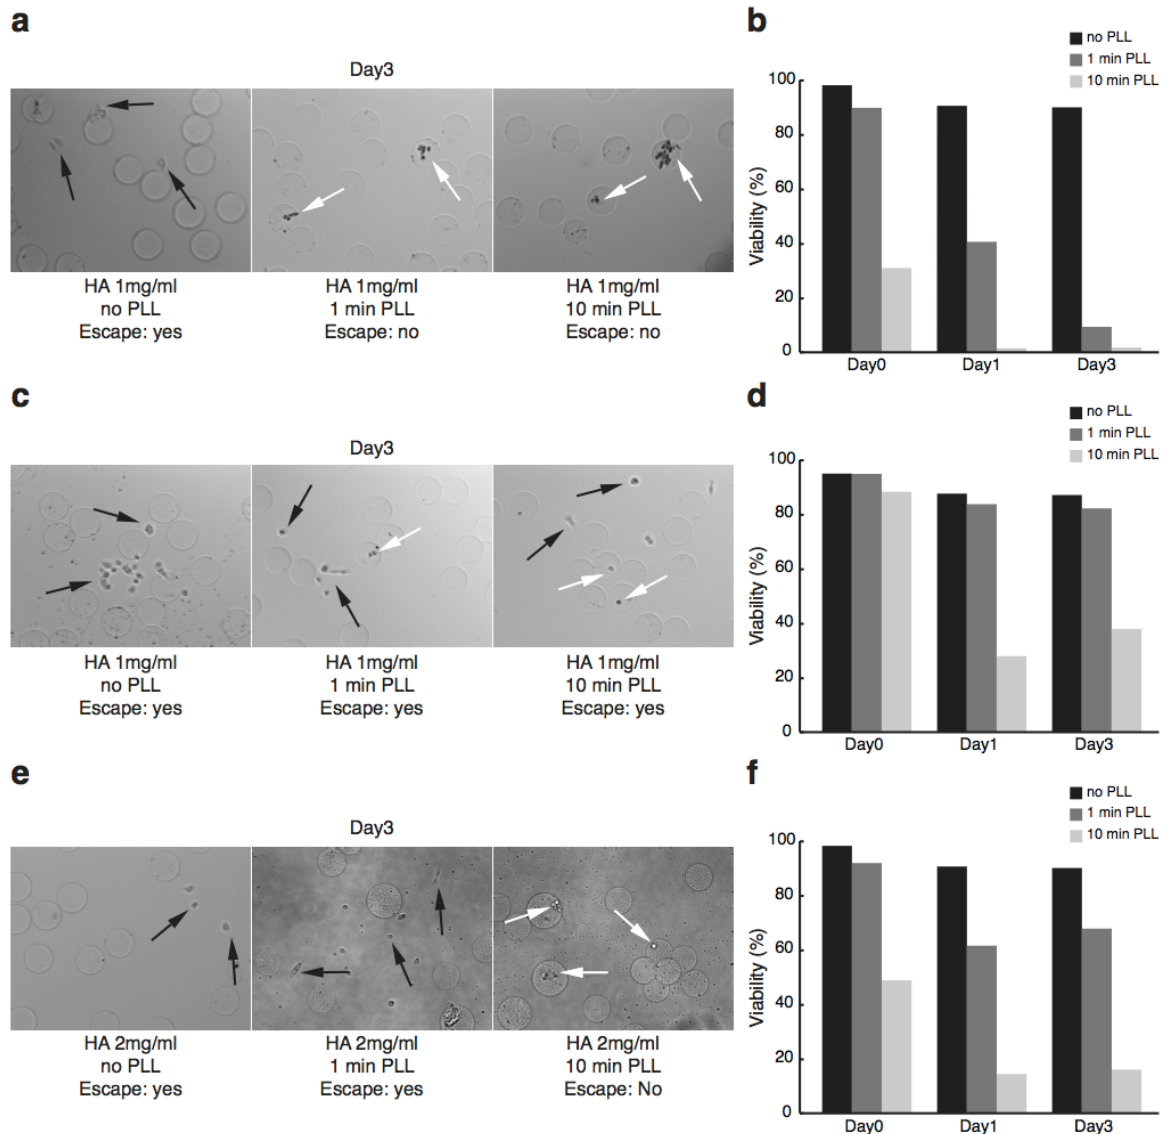 a
Day3
HA 1mg/ml
no PLL
Escape: yes
HA 1mg/ml
1 min PLL
Escape: no
HA 1mg/ml
10 min PLL
Escape: no
b
no PLL
1 min PLL
10 min PLL
Viability (%)
100
80
60
40
20
0
Day0
Day1
Day3
c
Day3
HA 1mg/ml
no PLL
Escape: yes
HA 1mg/ml
1 min PLL
Escape: yes
HA 1mg/ml
10 min PLL
Escape: yes
d
no PLL
1 min PLL
10 min PLL
Viability (%)
100
80
60
40
20
0
Day0
Day1
Day3
e
Day3
HA 2mg/ml
no PLL
Escape: yes
HA 2mg/ml
1 min PLL
Escape: yes
HA 2mg/ml
10 min PLL
Escape: No
f
no PLL
1 min PLL
10 min PLL
Viability (%)
100
80
60
40
20
0
Day0
Day1
Day3